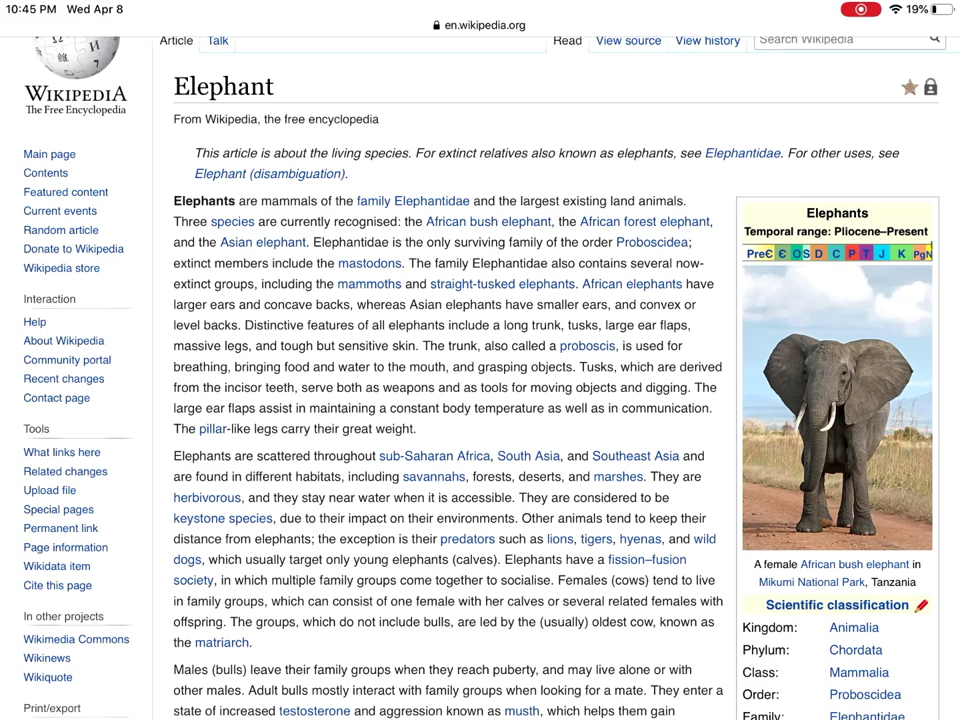 10:45 PM Wed Apr 8
19%
en.wikipedia.org
Article Talk
Read View source View history
Search Wikipedia
WIKIPEDIA
The Free Encyclopedia
Main page
Contents
Featured content
Current events
Random article
Donate to Wikipedia
Wikipedia store
Interaction
Help
About Wikipedia
Community portal
Recent changes
Contact page
Tools
What links here
Related changes
Upload file
Special pages
Permanent link
Page information
Wikidata item
Cite this page
In other projects
Wikimedia Commons
Wikinews
Wikiquote
Print/export
Elephant
From Wikipedia, the free encyclopedia
This article is about the living species. For extinct relatives also known as elephants, see Elephantidae. For other uses, see
Elephant (disambiguation).
Elephants are mammals of the family Elephantidae and the largest existing land animals.
Three species are currently recognised: the African bush elephant, the African forest elephant,
and the Asian elephant. Elephantidae is the only surviving family of the order Proboscidea;
extinct members include the mastodons. The family Elephantidae also contains several now-
extinct groups, including the mammoths and straight-tusked elephants. African elephants have
larger ears and concave backs, whereas Asian elephants have smaller ears, and convex or
level backs. Distinctive features of all elephants include a long trunk, tusks, large ear flaps,
massive legs, and tough but sensitive skin. The trunk, also called a proboscis, is used for
breathing, bringing food and water to the mouth, and grasping objects. Tusks, which are derived
from the incisor teeth, serve both as weapons and as tools for moving objects and digging. The
large ear flaps assist in maintaining a constant body temperature as well as in communication.
The pillar-like legs carry their great weight.
Elephants are scattered throughout sub-Saharan Africa, South Asia, and Southeast Asia and
are found in different habitats, including savannahs, forests, deserts, and marshes. They are
herbivorous, and they stay near water when it is accessible. They are considered to be
keystone species, due to their impact on their environments. Other animals tend to keep their
distance from elephants; the exception is their predators such as lions, tigers, hyenas, and wild
dogs, which usually target only young elephants (calves). Elephants have a fission–fusion
society, in which multiple family groups come together to socialise. Females (cows) tend to live
in family groups, which can consist of one female with her calves or several related females with
offspring. The groups, which do not include bulls, are led by the (usually) oldest cow, known as
the matriarch.
Males (bulls) leave their family groups when they reach puberty, and may live alone or with
other males. Adult bulls mostly interact with family groups when looking for a mate. They enter a
state of increased testosterone and aggression known as musth, which helps them gain
Elephants
Temporal range: Pliocene–Present
PreЄ Є O S D C P T J K PgN
A female African bush elephant in
Mikumi National Park, Tanzania
Scientific classification
Kingdom: Animalia
Phylum: Chordata
Class: Mammalia
Order: Proboscidea
Family: Elephantidae